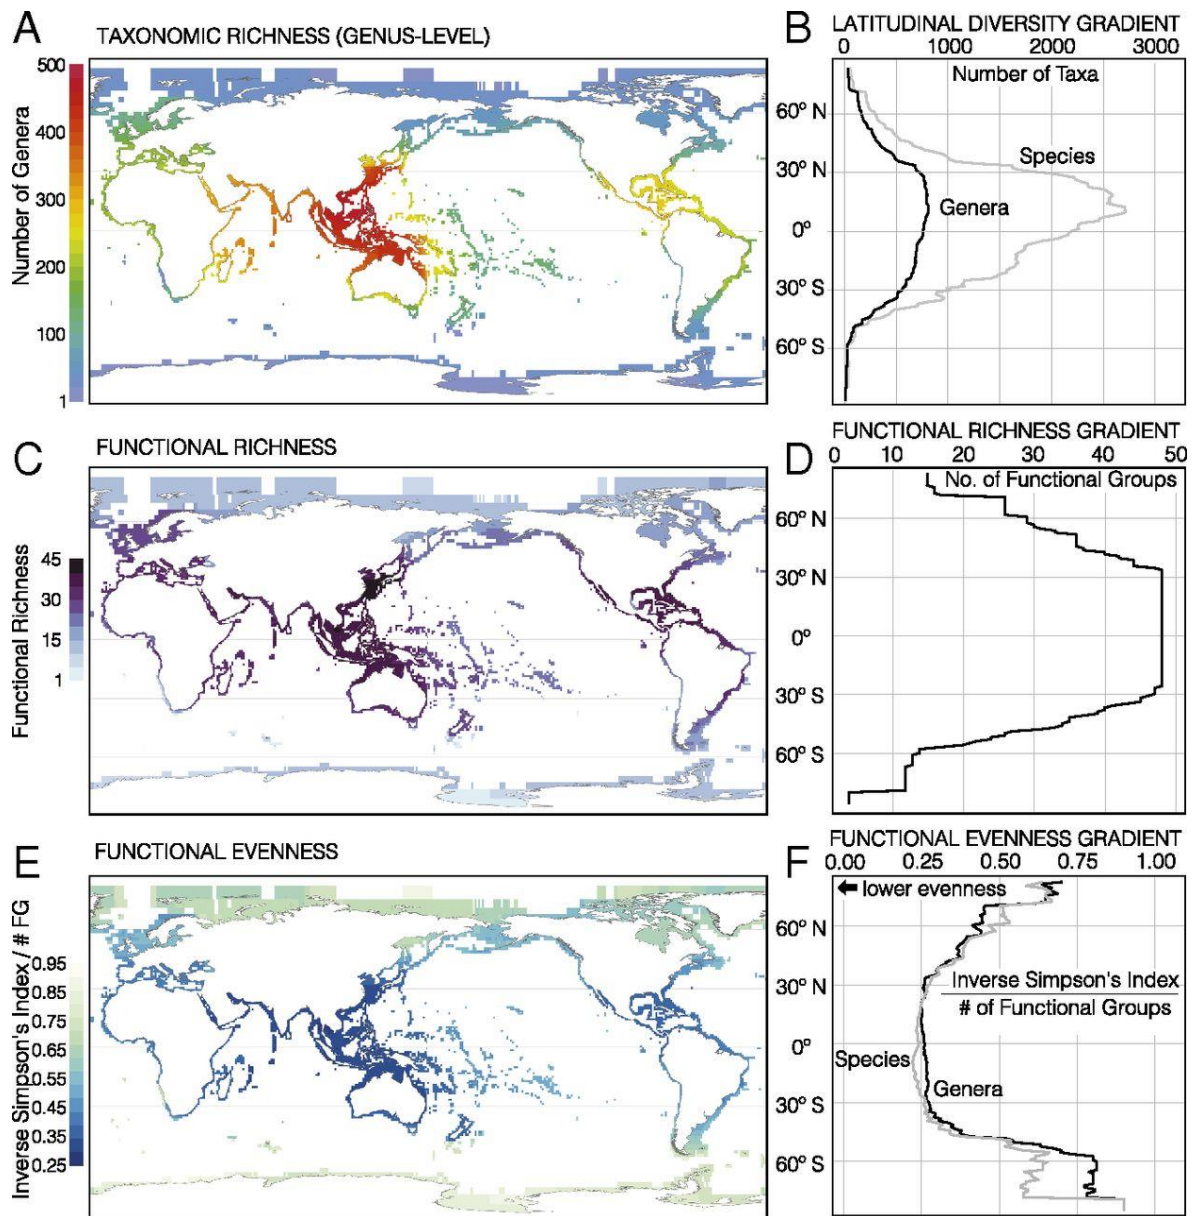 A
TAXONOMIC RICHNESS (GENUS-LEVEL)
Number of Genera
500
400
300
200
100
1
B
LATITUDINAL DIVERSITY GRADIENT
0 1000 2000 3000
Number of Taxa
60° N
Species
30° N
Genera
0°
30° S
60° S
C
FUNCTIONAL RICHNESS
Functional Richness
45
30
15
1
D
FUNCTIONAL RICHNESS GRADIENT
0 10 20 30 40 50
No. of Functional Groups
60° N
30° N
0°
30° S
60° S
E
FUNCTIONAL EVENNESS
Inverse Simpson's Index / # FG
0.95
0.85
0.75
0.65
0.55
0.45
0.35
0.25
F
FUNCTIONAL EVENNESS GRADIENT
0.00 0.25 0.50 0.75 1.00
lower evenness
60° N
30° N
Inverse Simpson's Index
# of Functional Groups
0°
Species
Genera
30° S
60° S